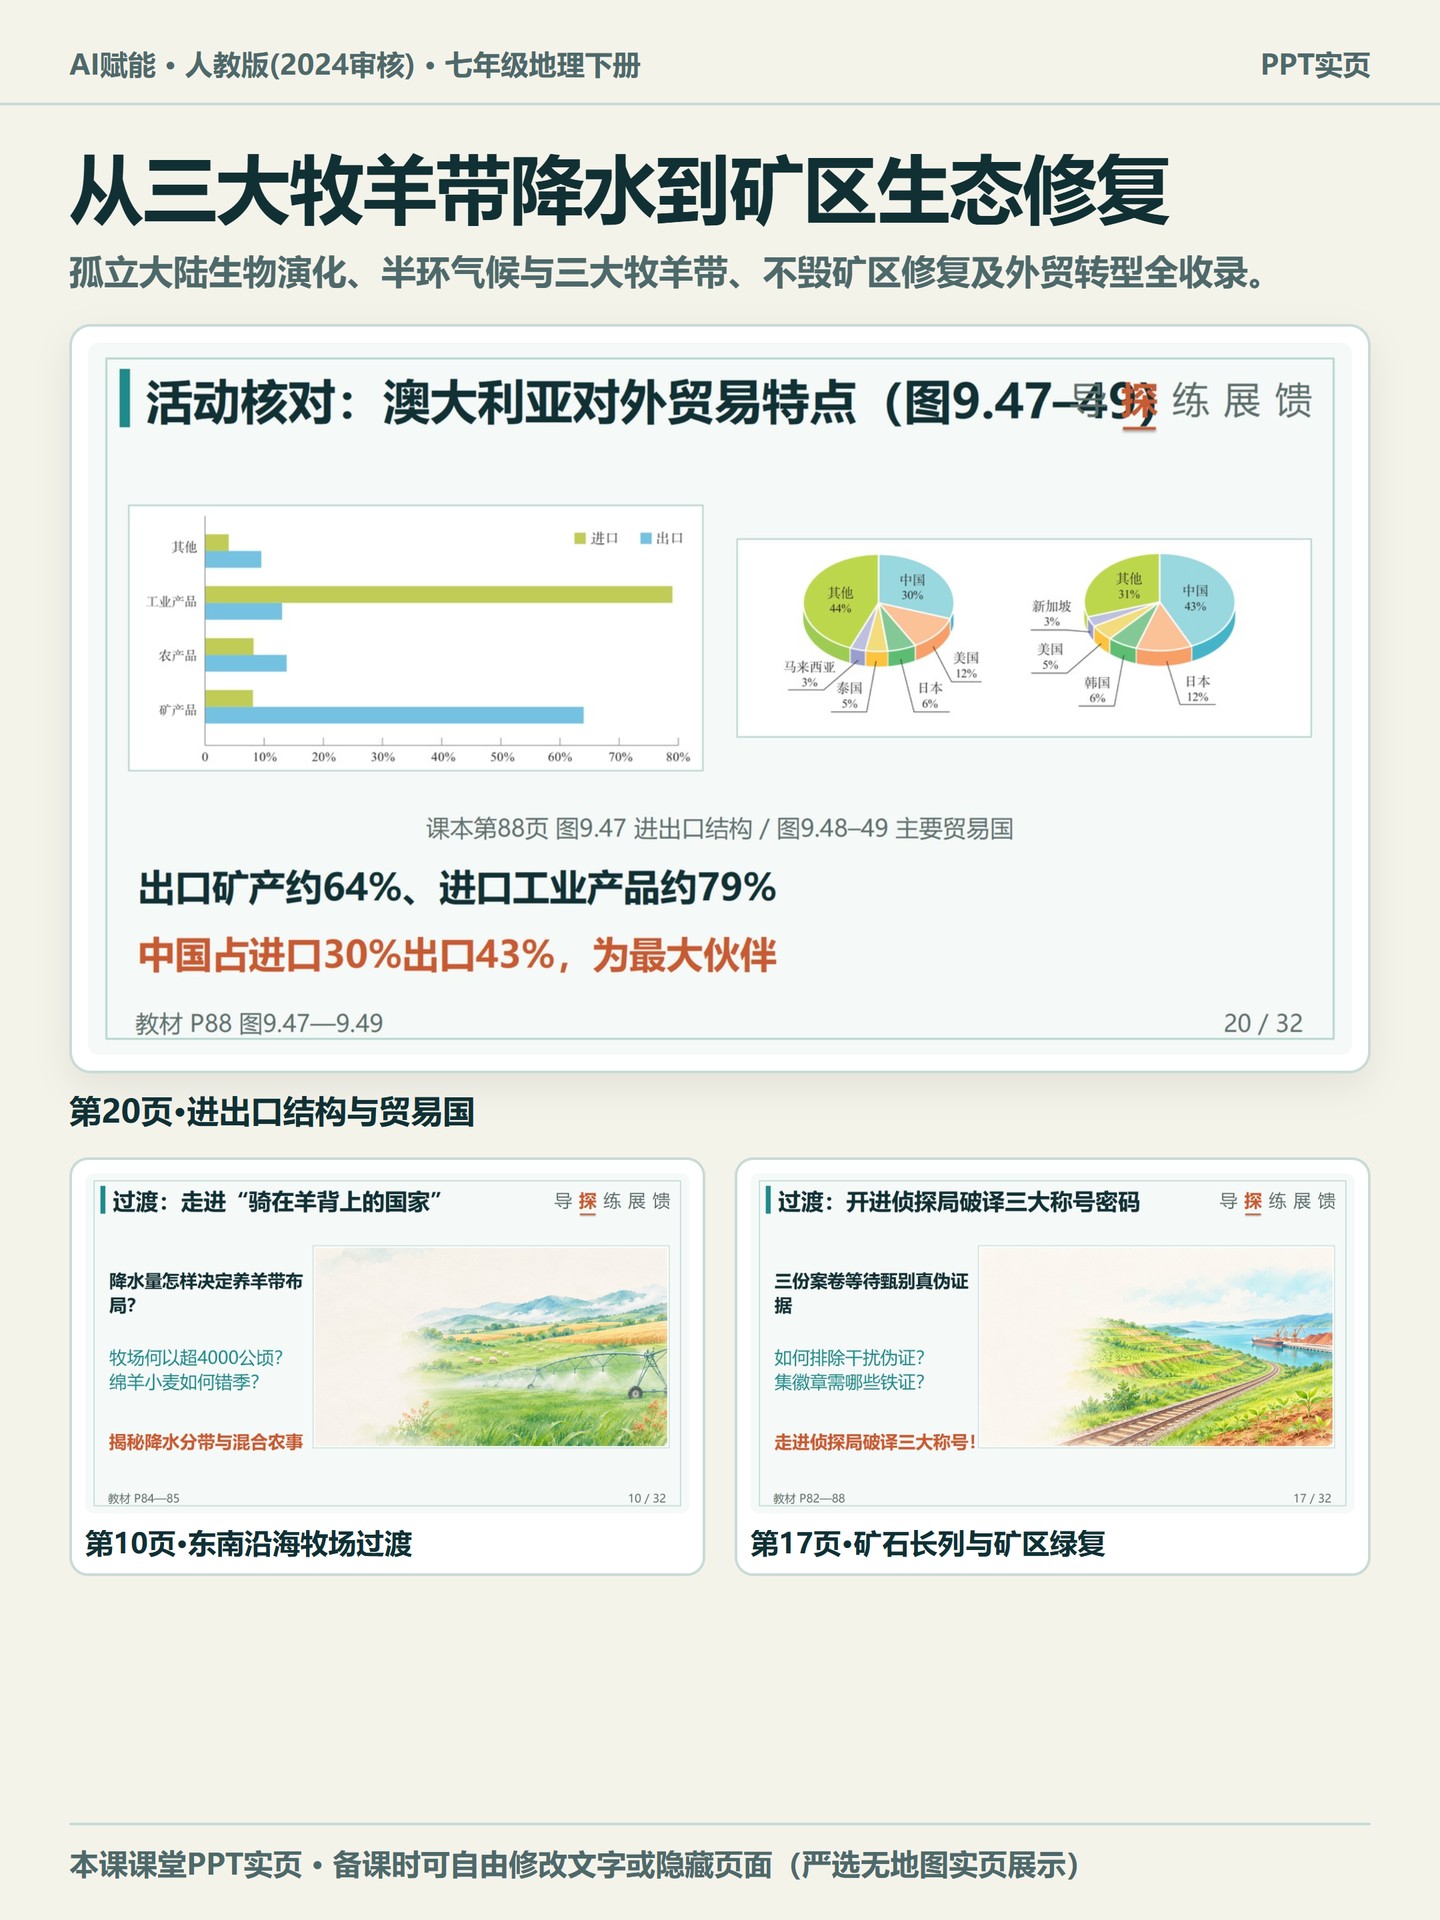 AI赋能 • 人教版(2024审核) • 七年级地理下册
PPT实页
从三大牧羊带降水到矿区生态修复
孤立大陆生物演化、半环气候与三大牧羊带、不毁矿区修复及外贸转型全收录。
活动核对：澳大利亚对外贸易特点（图9.47–49）
导 探 练 展 馈
进口 出口
其他
工业产品
农产品
矿产品
0 10% 20% 30% 40% 50% 60% 70% 80%
其他 44%
中国 30%
美国 12%
日本 6%
泰国 5%
马来西亚 3%
其他 31%
中国 43%
日本 12%
韩国 6%
美国 5%
新加坡 3%
课本第88页 图9.47 进出口结构 / 图9.48–49 主要贸易国
出口矿产约64%、进口工业产品约79%
中国占进口30%出口43%，为最大伙伴
教材 P88 图9.47—9.49
20 / 32
第20页•进出口结构与贸易国
过渡：走进“骑在羊背上的国家”
导 探 练 展 馈
降水量怎样决定养羊带布
局？
牧场何以超4000公顷？
绵羊小麦如何错季？
揭秘降水分带与混合农事
教材 P84—85
10 / 32
第10页•东南沿海牧场过渡
过渡：开进侦探局破译三大称号密码
导 探 练 展 馈
三份案卷等待甄别真伪证
据
如何排除干扰伪证？
集徽章需哪些铁证？
走进侦探局破译三大称号！
教材 P82—88
17 / 32
第17页•矿石长列与矿区绿复
本课课堂PPT实页 • 备课时可自由修改文字或隐藏页面（严选无地图实页展示）